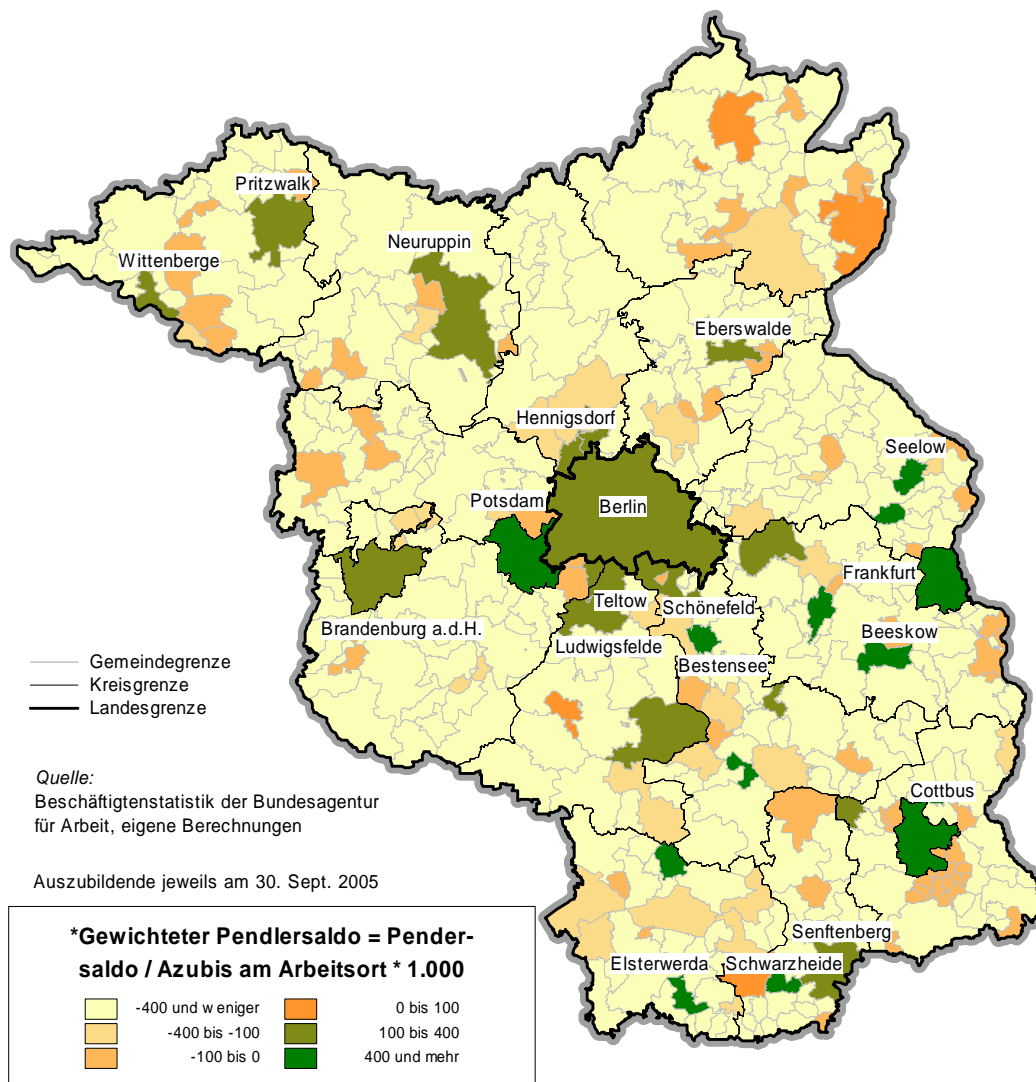 Pritzwalk
Neuruppin
Wittenberge
Eberswalde
Hennigsdorf
Seelow
Potsdam
Berlin
Frankfurt
Teltow
Schönefeld
Brandenburg a.d.H.
Beeskow
Ludwigsfelde
Bestensee
Gemeindegrenze
Kreisgrenze
Landesgrenze
Quelle:
Beschäftigtenstatistik der Bundesagentur
für Arbeit, eigene Berechnungen
Cottbus
Auszubildende jeweils am 30. Sept. 2005
Senftenberg
Elsterwerda
Schwarzheide
*Gewichteter Pendlersaldo = Pender-
saldo / Azubis am Arbeitsort * 1.000
-400 und weniger
0 bis 100
-400 bis -100
100 bis 400
-100 bis 0
400 und mehr